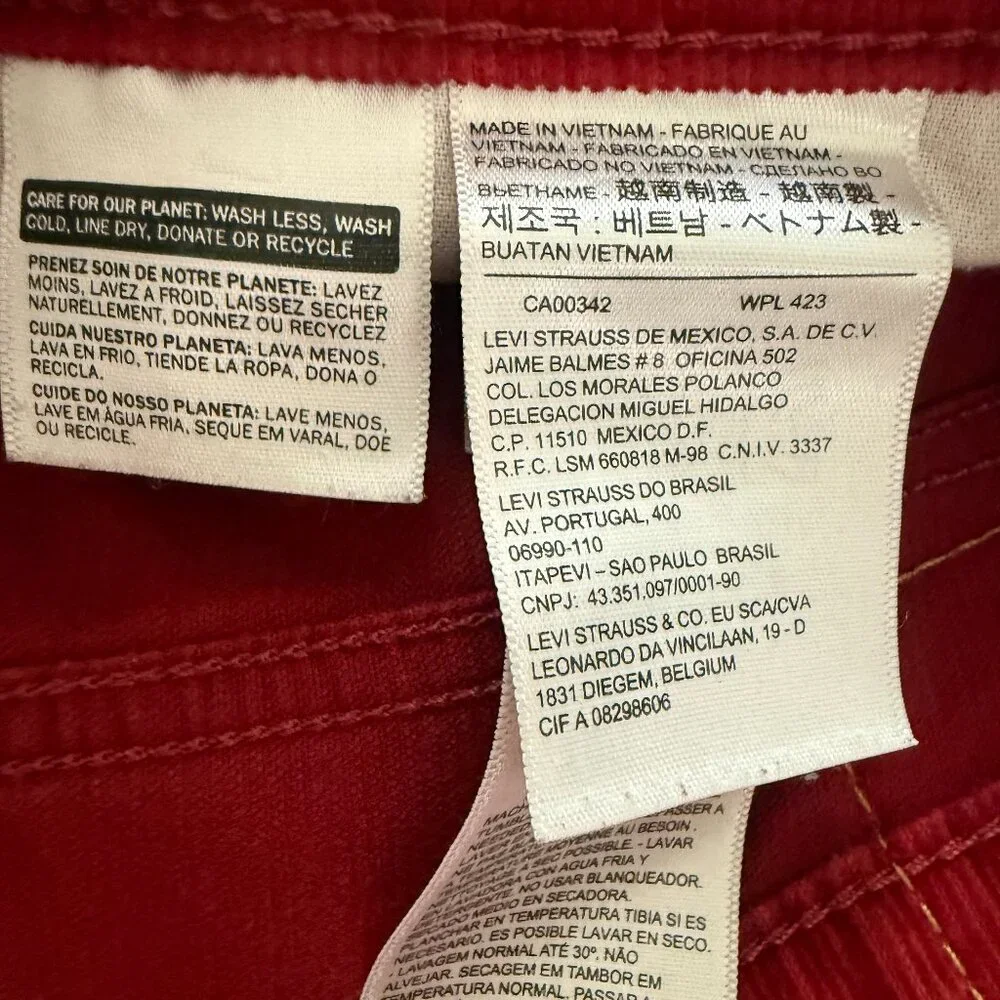 CARE FOR OUR PLANET: WASH LESS, WASH
COLD, LINE DRY, DONATE OR RECYCLE
PRENEZ SOIN DE NOTRE PLANETE: LAVEZ
MOINS, LAVEZ A FROID, LAISSEZ SECHER
NATURELLEMENT, DONNEZ OU RECYCLEZ
CUIDA NUESTRO PLANETA: LAVA MENOS,
LAVA EN FRIO, TIENDE LA ROPA, DONA O
RECICLA.
CUIDE DO NOSSO PLANETA: LAVE MENOS,
LAVE EM ÀGUA FRIA, SEQUE EM VARAL, DOE
OU RECICLE.
MADE IN VIETNAM - FABRIQUE AU
VIETNAM - FABRICADO EN VIETNAM -
FABRICADO NO VIETNAM - СДЕЛАНО ВО
ВЬЕТНАМЕ - 越南制造 - 越南製 -
제조국 : 베트남 - ベトナム製 -
BUATAN VIETNAM
CA00342 WPL 423
LEVI STRAUSS DE MEXICO, S.A. DE C.V.
JAIME BALMES # 8 OFICINA 502
COL. LOS MORALES POLANCO
DELEGACION MIGUEL HIDALGO
C.P. 11510 MEXICO D.F.
R.F.C. LSM 660818 M-98 C.N.I.V. 3337
LEVI STRAUSS DO BRASIL
AV. PORTUGAL, 400
06990-110
ITAPEVI – SAO PAULO BRASIL
CNPJ: 43.351.097/0001-90
LEVI STRAUSS & CO. EU SCA/CVA
LEONARDO DA VINCILAAN, 19 - D
1831 DIEGEM, BELGIUM
CIF A 08298606
PASSER A
MOYENNE AU BESOIN.
SEC POSSIBLE. - LAVAR
CON AGUA FRIA Y
NO USAR BLANQUEADOR.
MEDIO EN SECADORA.
PLANCHAR EN TEMPERATURA TIBIA SI ES
NECESARIO. ES POSIBLE LAVAR EN SECO.
- LAVAGEM NORMAL ATÉ 30º. NÃO
ALVEJAR. SECAGEM EM TAMBOR EM
TEMPERATURA NORMAL. PASSAR A